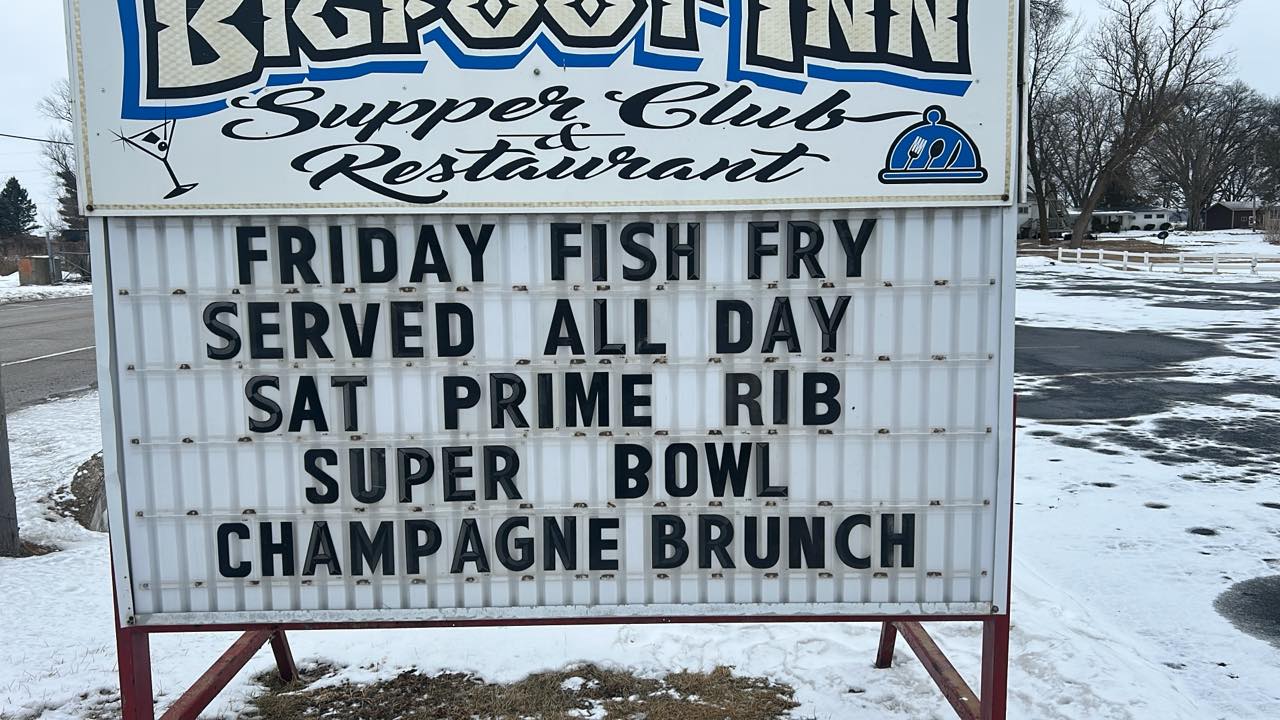 BIGFOOT INN
Supper Club
&
Restaurant
FRIDAY FISH FRY
SERVED ALL DAY
SAT PRIME RIB
SUPER BOWL
CHAMPAGNE BRUNCH